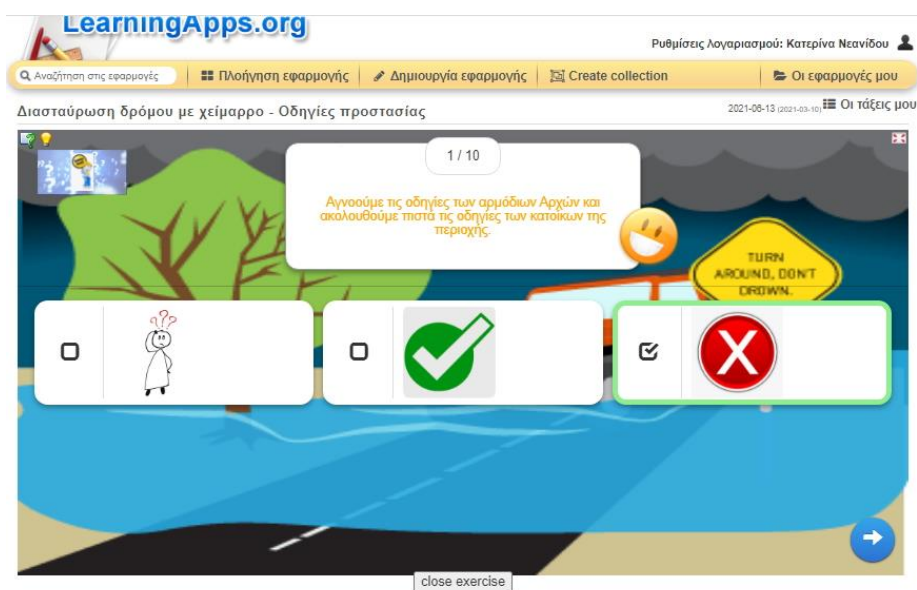 LearningApps.org
Ρυθμίσεις λογαριασμού: Κατερίνα Νεανίδου
Αναζήτηση στις εφαρμογές
Πλοήγηση εφαρμογής
Δημιουργία εφαρμογής
Create collection
Οι εφαρμογές μου
Διασταύρωση δρόμου με χείμαρρο - Οδηγίες προστασίας
2021-06-13 (2021-03-10)
Οι τάξεις μου
1 / 10
Αγνοούμε τις οδηγίες των αρμόδιων Αρχών και
ακολουθούμε πιστά τις οδηγίες των κατοίκων της
περιοχής.
TURN
AROUND, DON'T
DROWN.
close exercise